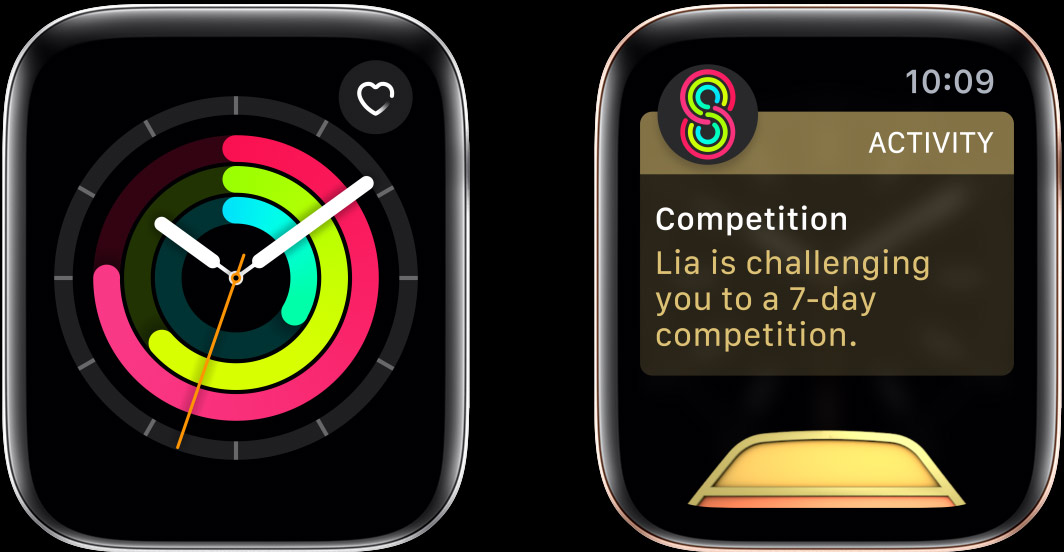 10:09
ACTIVITY
Competition
Lia is challenging
you to a 7-day
competition.